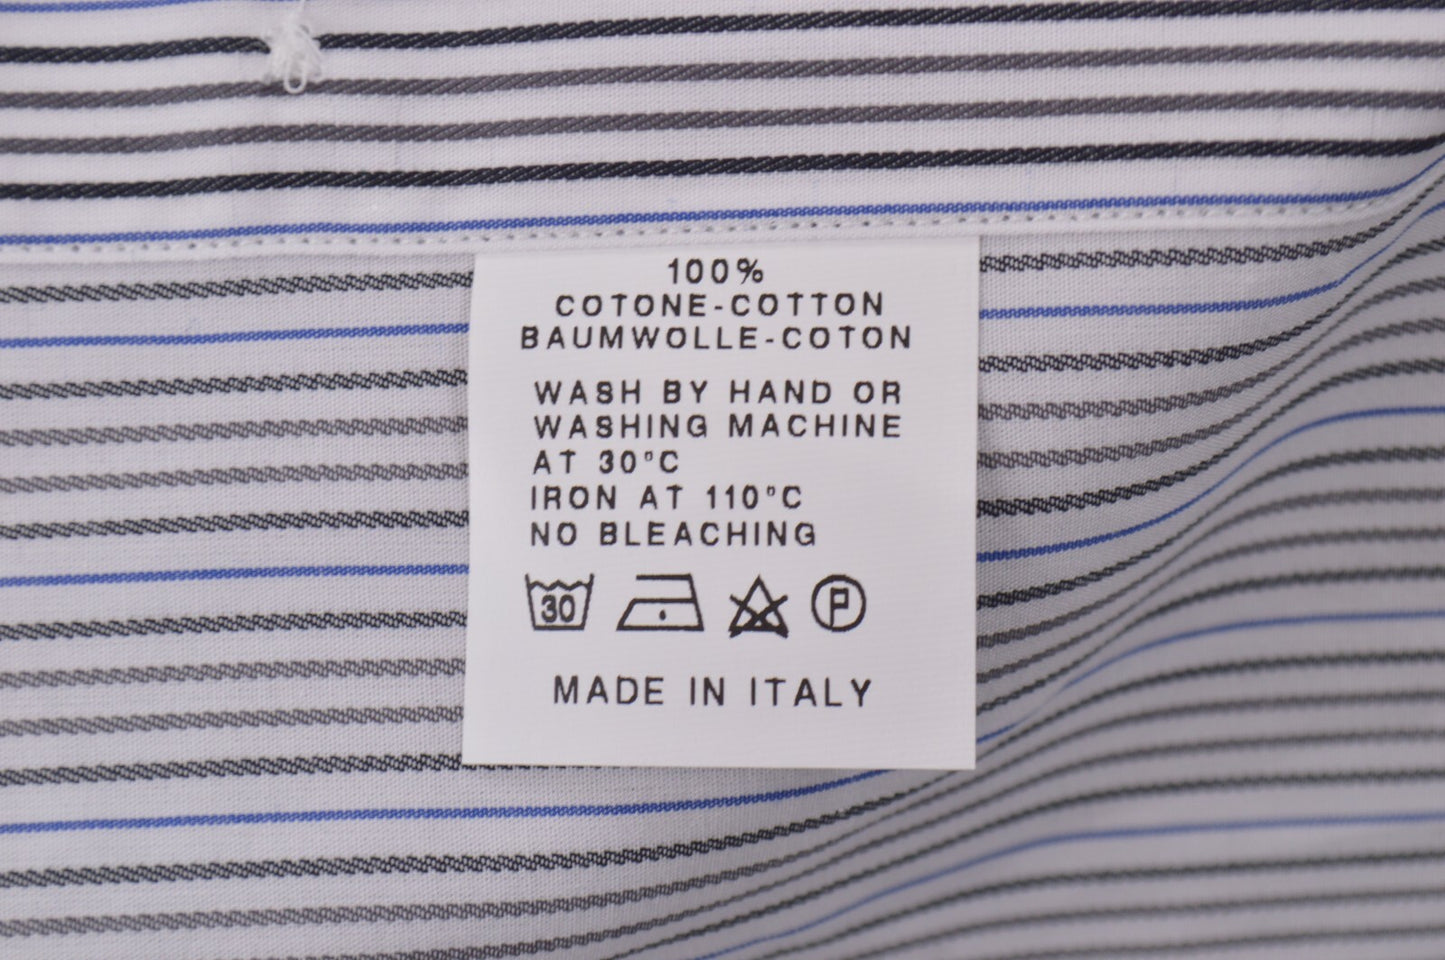 100%
COTONE-COTTON
BAUMWOLLE-COTON
WASH BY HAND OR
WASHING MACHINE
AT 30°C
IRON AT 110°C
NO BLEACHING
30 P
MADE IN ITALY